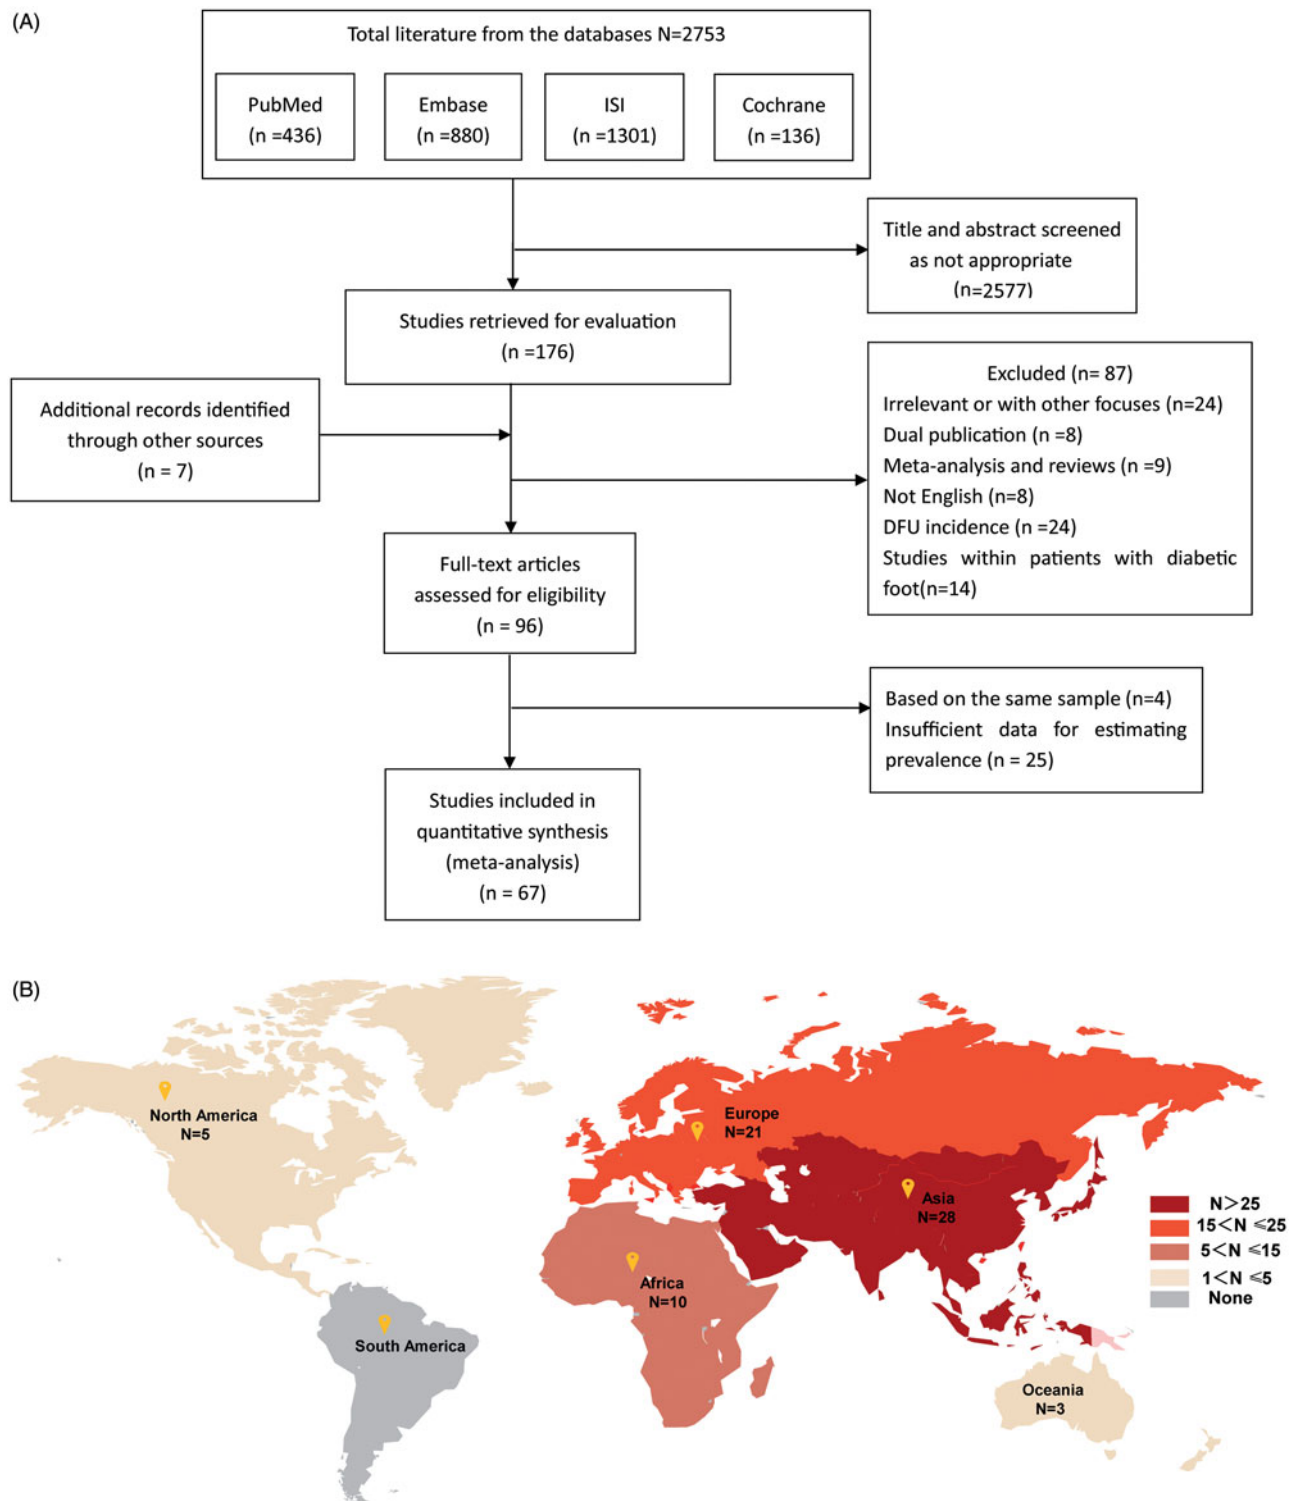 (A)
Total literature from the databases N=2753
PubMed
(n =436)
Embase
(n =880)
ISI
(n =1301)
Cochrane
(n =136)
Title and abstract screened
as not appropriate
(n=2577)
Studies retrieved for evaluation
(n =176)
Additional records identified
through other sources
(n = 7)
Excluded (n= 87)
Irrelevant or with other focuses (n=24)
Dual publication (n =8)
Meta-analysis and reviews (n =9)
Not English (n=8)
DFU incidence (n =24)
Studies within patients with diabetic
foot(n=14)
Full-text articles
assessed for eligibility
(n = 96)
Based on the same sample (n=4)
Insufficient data for estimating
prevalence (n = 25)
Studies included in
quantitative synthesis
(meta-analysis)
(n = 67)
(B)
North America
N=5
Europe
N=21
Asia
N=28
Africa
N=10
South America
Oceania
N=3
N＞25
15＜N ≤25
5＜N ≤15
1＜N ≤5
None